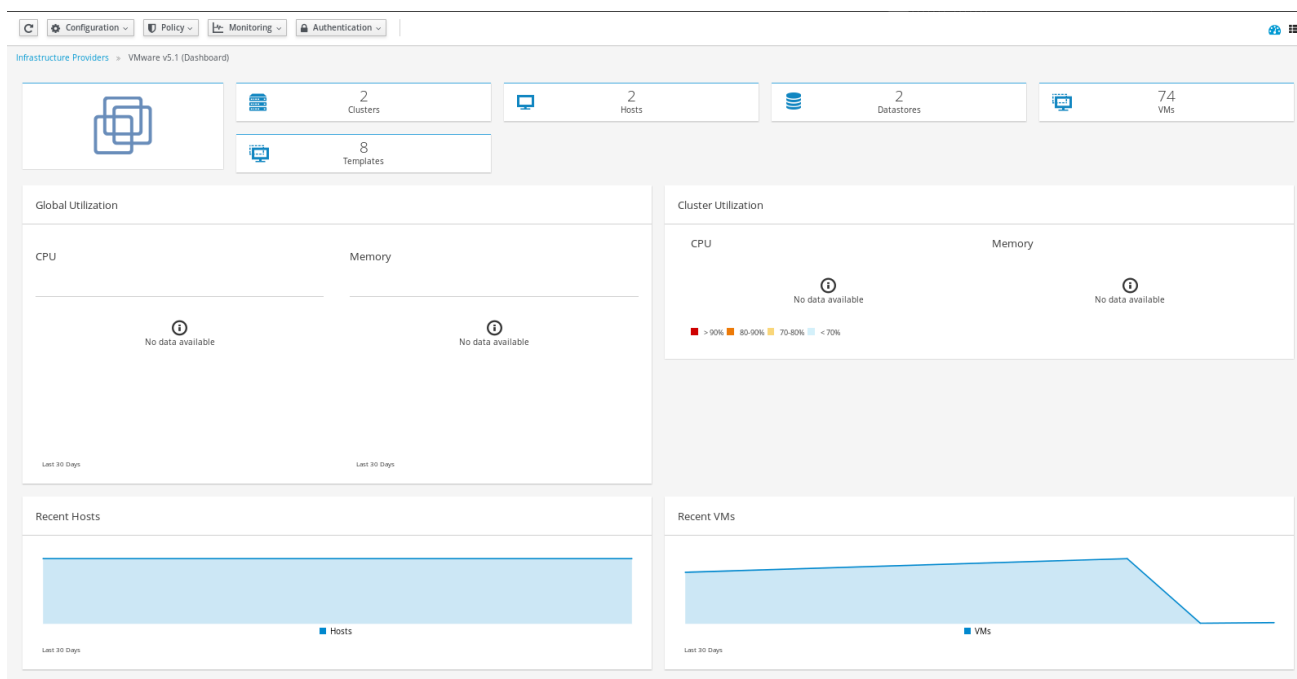 Configuration Policy Monitoring Authentication
Infrastructure Providers » VMware v5.1 (Dashboard)
2 2 2 74
Clusters Hosts Datastores VMs
8
Templates
Global Utilization
CPU Memory
No data available No data available
Last 30 Days Last 30 Days
Cluster Utilization
CPU Memory
No data available No data available
> 90% 80-90% 70-80% < 70%
Recent Hosts
Hosts
Last 30 Days
Recent VMs
VMs
Last 30 Days